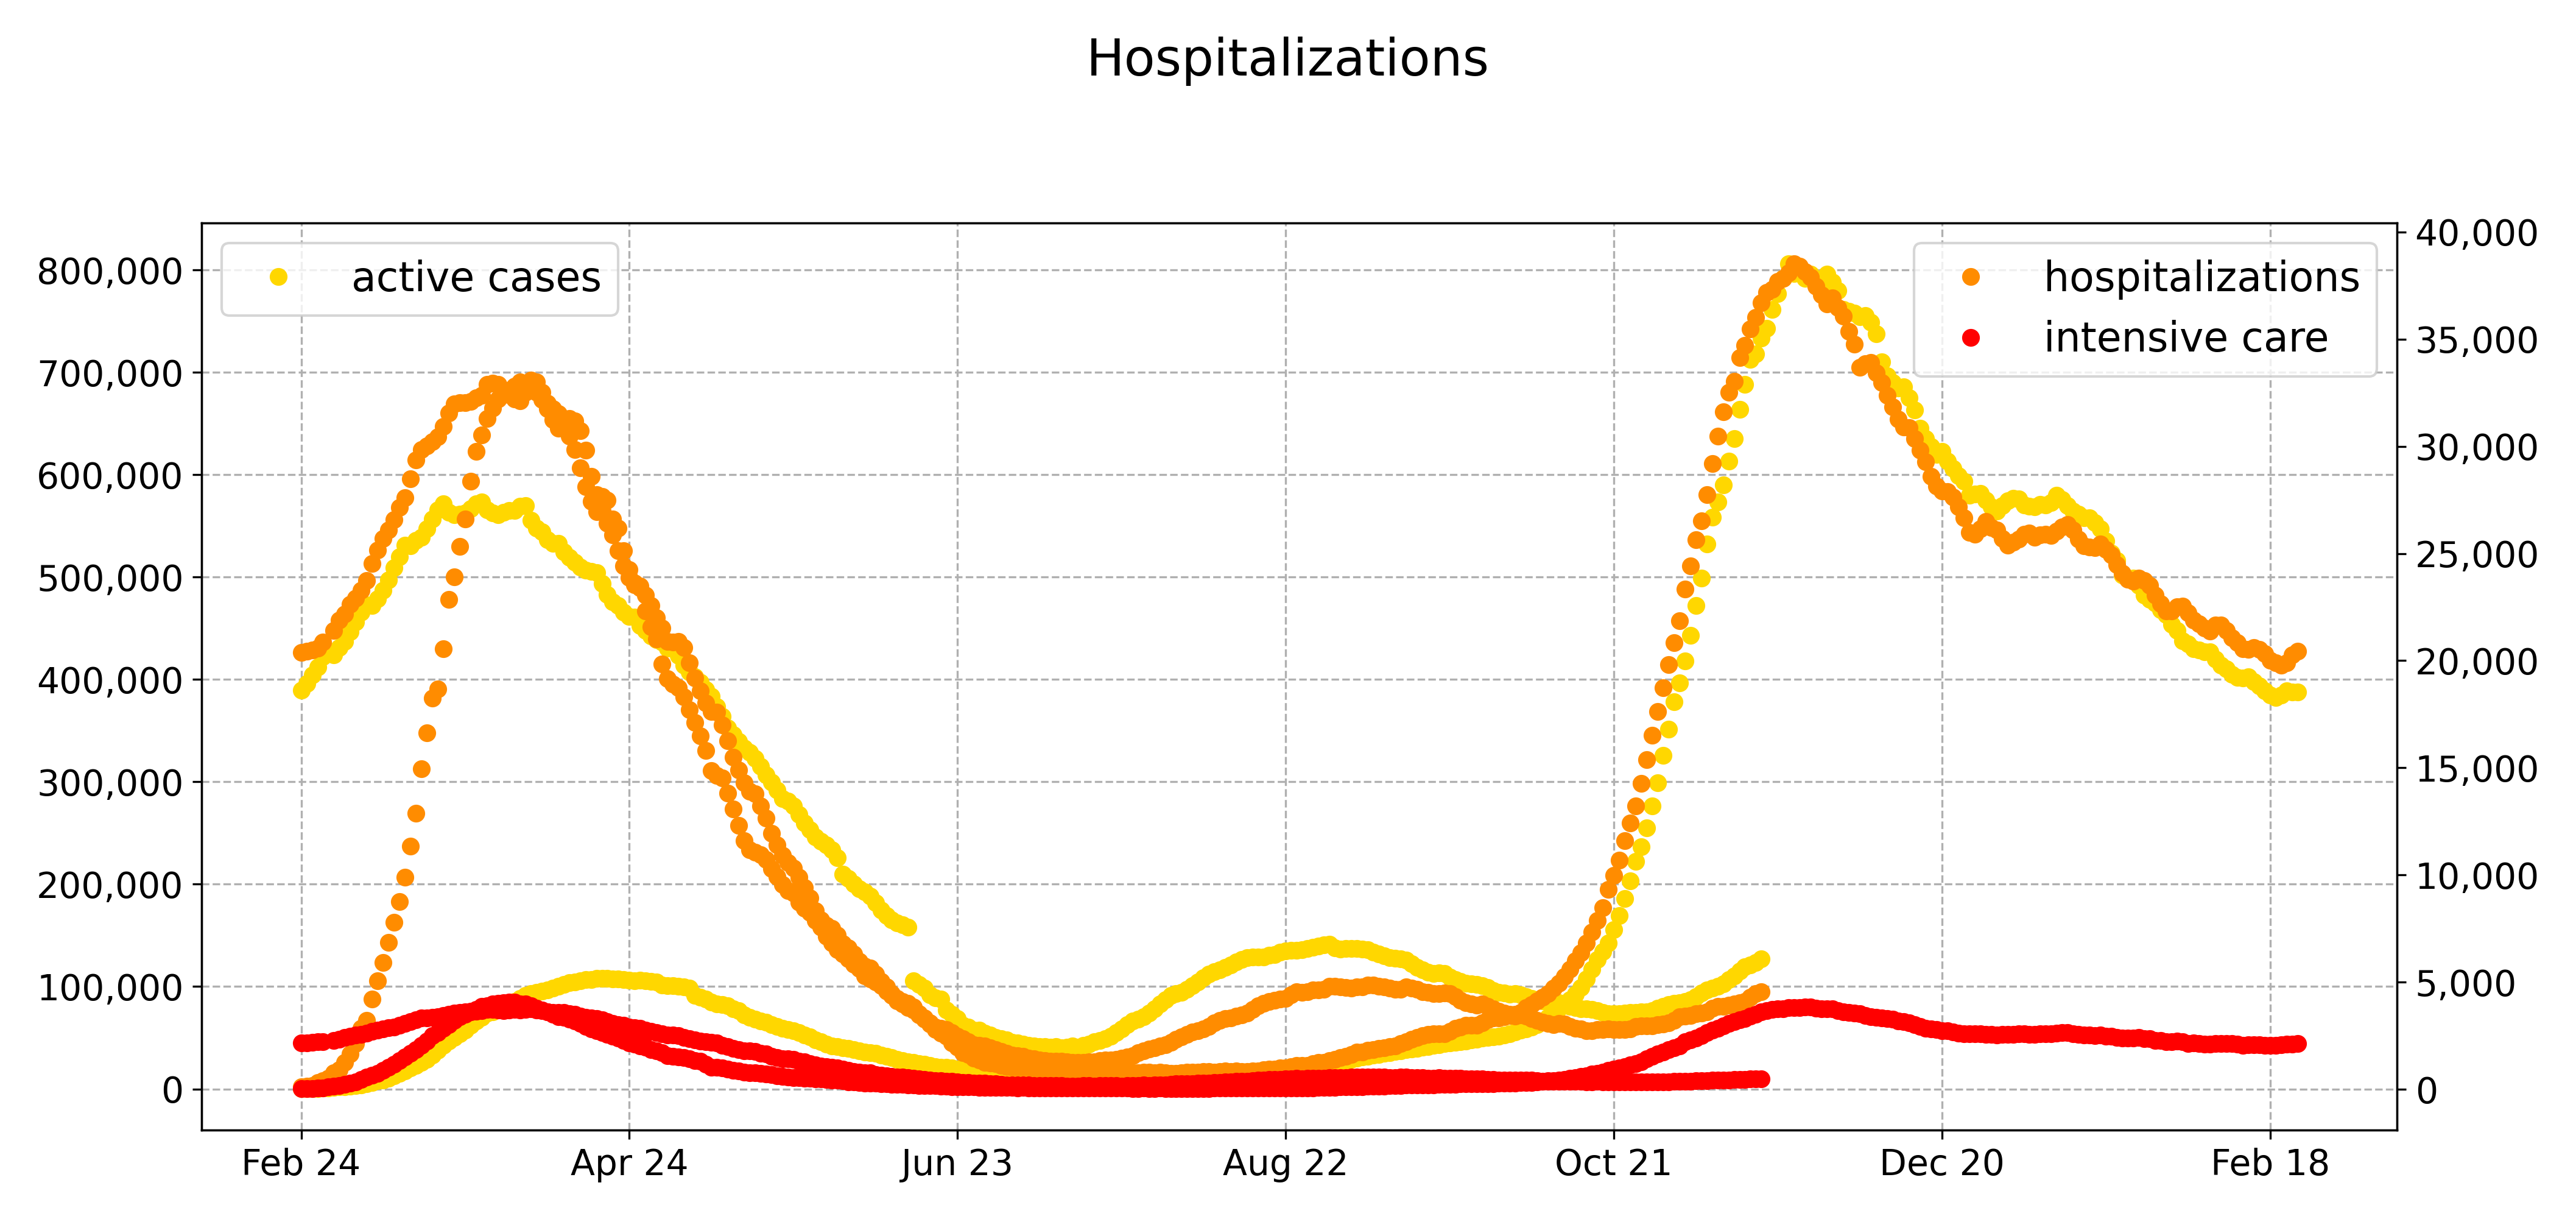 Hospitalizations
active cases
hospitalizations
intensive care
800,000
700,000
600,000
500,000
400,000
300,000
200,000
100,000
0
40,000
35,000
30,000
25,000
20,000
15,000
10,000
5,000
0
Feb 24
Apr 24
Jun 23
Aug 22
Oct 21
Dec 20
Feb 18